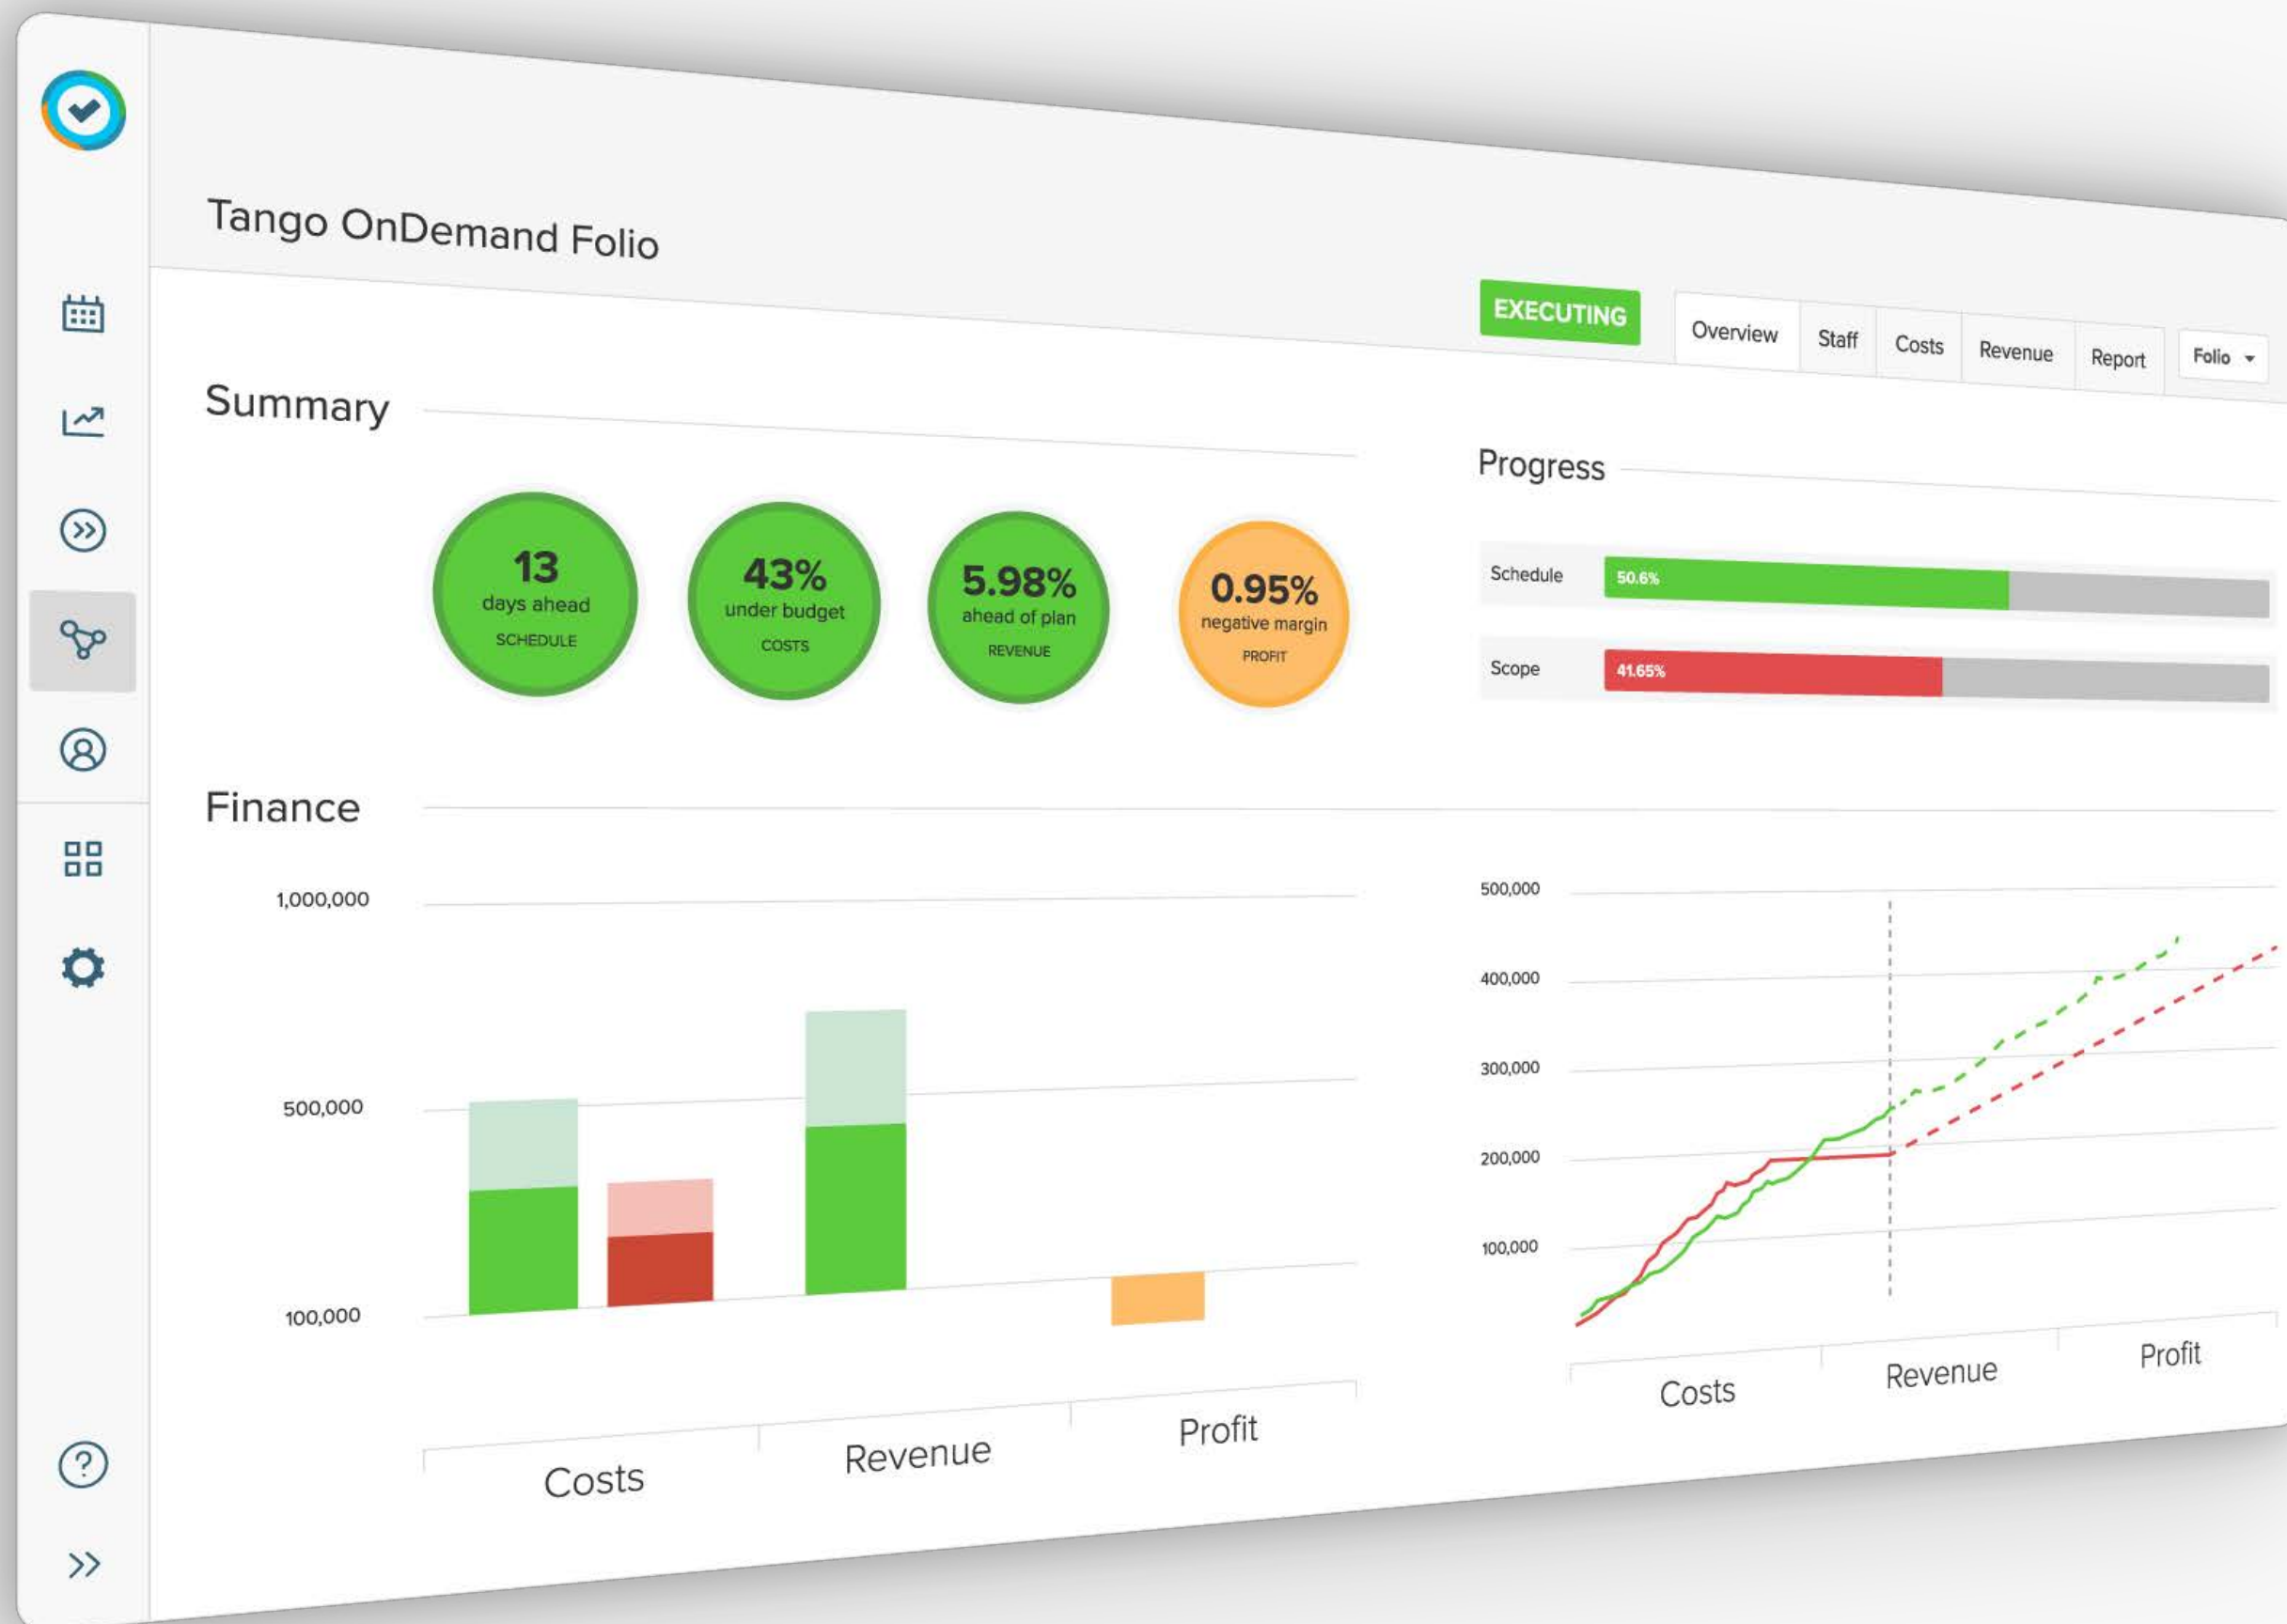 Tango OnDemand Folio
EXECUTING
Overview
Staff
Costs
Revenue
Report
Folio
Summary
13
days ahead
SCHEDULE
43%
under budget
COSTS
5.98%
ahead of plan
REVENUE
0.95%
negative margin
PROFIT
Progress
Schedule
50.6%
Scope
41.65%
Finance
1,000,000
500,000
100,000
Costs
Revenue
Profit
500,000
400,000
300,000
200,000
100,000
Costs
Revenue
Profit